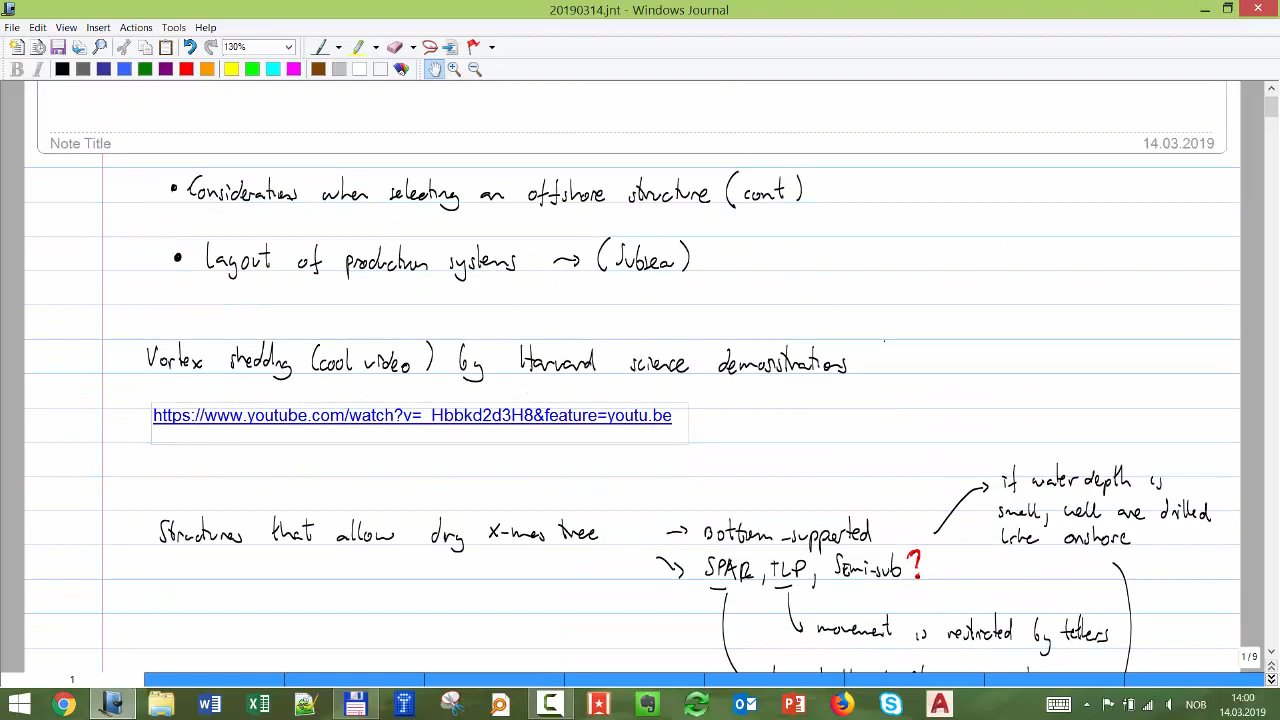 20190314.jnt - Windows Journal
File Edit View Insert Actions Tools Help
130%
B I
Note Title 14.03.2019
• Considerations when selecting an offshore structure (cont)
• Layout of production systems → (Subsea)
Vortex shedding (cool video) by Harvard science demonstrations
https://www.youtube.com/watch?v=_Hbbkd2d3H8&feature=youtu.be
if water depth is
small, well are drilled
like onshore
Structures that allow dry x-mas tree → Bottom-supported
→ SPAR, TLP, Semi-sub ?
movement is restricted by tethers
1/9
1
NO
14:00
14.03.2019